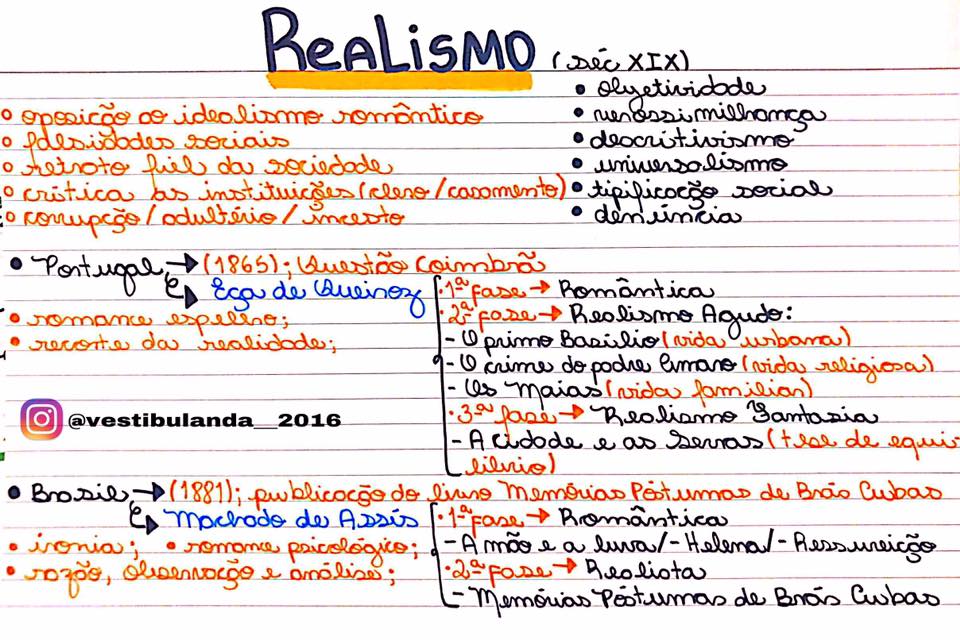 Realismo (séc XIX)
• objetividade
• oposição ao idealismo romântico
• verossimilhança
• falsidades sociais
• descritivismo
• retrato fiel da sociedade
• universalismo
• crítica às instituições (clero/casamento)
• tipificação social
• corrupção/adultério/incesto
• denúncia
• Portugal → (1865); Questão Coimbrã
→ Eça de Queiroz
• 1ª fase → Romântica
• romance espelho;
• 2ª fase → Realismo Agudo:
• recorte da realidade;
- O primo Basílio (vida urbana)
- O crime do padre Amaro (vida religiosa)
- Os Maias (vida familiar)
@vestibulanda__2016
• 3ª fase → Realismo Fantasia
- A cidade e as Serras (tese de equi-
líbrio)
• Brasil → (1881); publicação do livro Memórias Póstumas de Brás Cubas
→ Machado de Assis
• 1ª fase → Romântica
• ironia; • romance psicológico;
- A mão e a luva/- Helena/- Ressureição
• razão, observação e análise;
• 2ª fase → Realista
- Memórias Póstumas de Brás Cubas